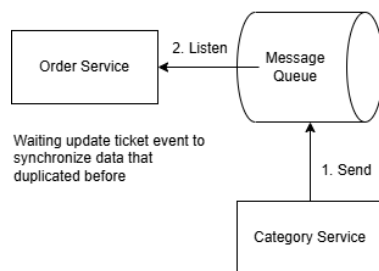 Order Service
2. Listen
Message
Queue
Waiting update ticket event to
synchronize data that
duplicated before
1. Send
Category Service